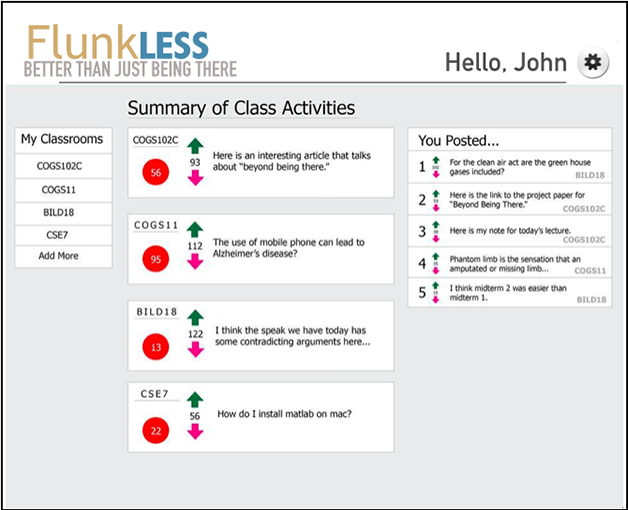 FlunkLESS
BETTER THAN JUST BEING THERE
Hello, John
Summary of Class Activities
My Classrooms
COGS102C
COGS11
BILD18
CSE7
Add More
COGS102C
56
93
Here is an interesting article that talks
about "beyond being there."
COGS11
95
112
The use of mobile phone can lead to
Alzheimer's disease?
BILD18
13
122
I think the speak we have today has
some contradicting arguments here...
CSE7
22
56
How do I install matlab on mac?
You Posted...
1
For the clean air act are the green house
gases included?
BILD18
2
Here is the link to the project paper for
"Beyond Being There."
COGS102C
3
Here is my note for today's lecture.
COGS102C
4
Phantom limb is the sensation that an
amputated or missing limb...
COGS11
5
I think midterm 2 was easier than
midterm 1.
BILD18